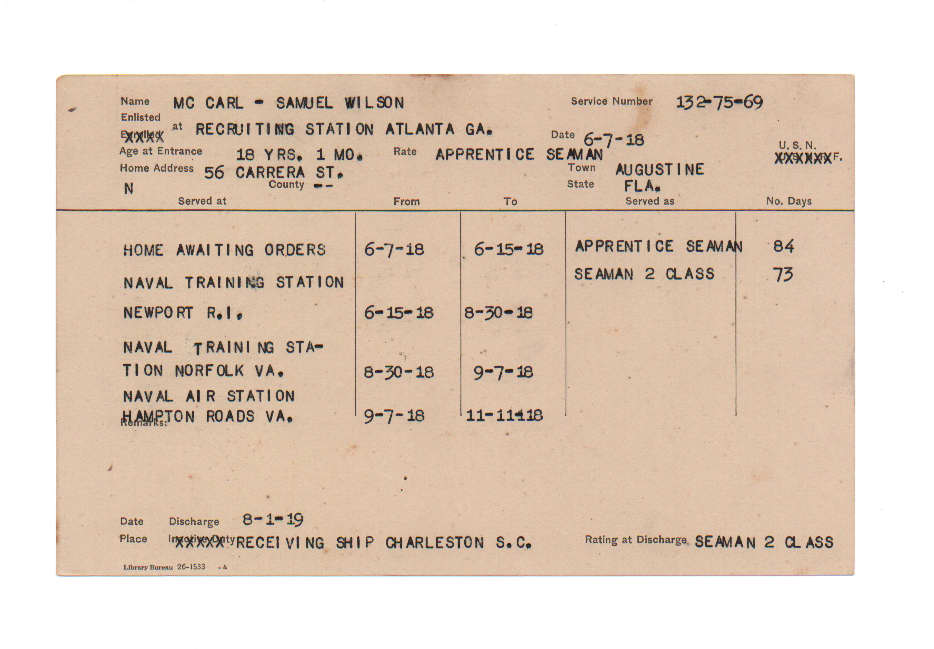 Name MC CARL - SAMUEL WILSON Service Number 132-75-69
Enlisted
at RECRUITING STATION ATLANTA GA. Date 6-7-18 U. S. N.
Age at Entrance 18 YRS. 1 MO. Rate APPRENTICE SEAMAN XXXXXXX F.
Home Address 56 CARRERA ST. Town AUGUSTINE
N County -- State FLA.
Served at From To Served as No. Days
HOME AWAITING ORDERS 6-7-18 6-15-18 APPRENTICE SEAMAN 84
SEAMAN 2 CLASS 73
NAVAL TRAINING STATION
NEWPORT R.I. 6-15-18 8-30-18
NAVAL TRAINING STA-
TION NORFOLK VA. 8-30-18 9-7-18
NAVAL AIR STATION
HAMPTON ROADS VA. 9-7-18 11-11-18
Remarks:
Date Discharge 8-1-19
Place Inactive Duty RECEIVING SHIP CHARLESTON S.C. Rating at Discharge SEAMAN 2 CLASS
Library Bureau 26-1533 - A